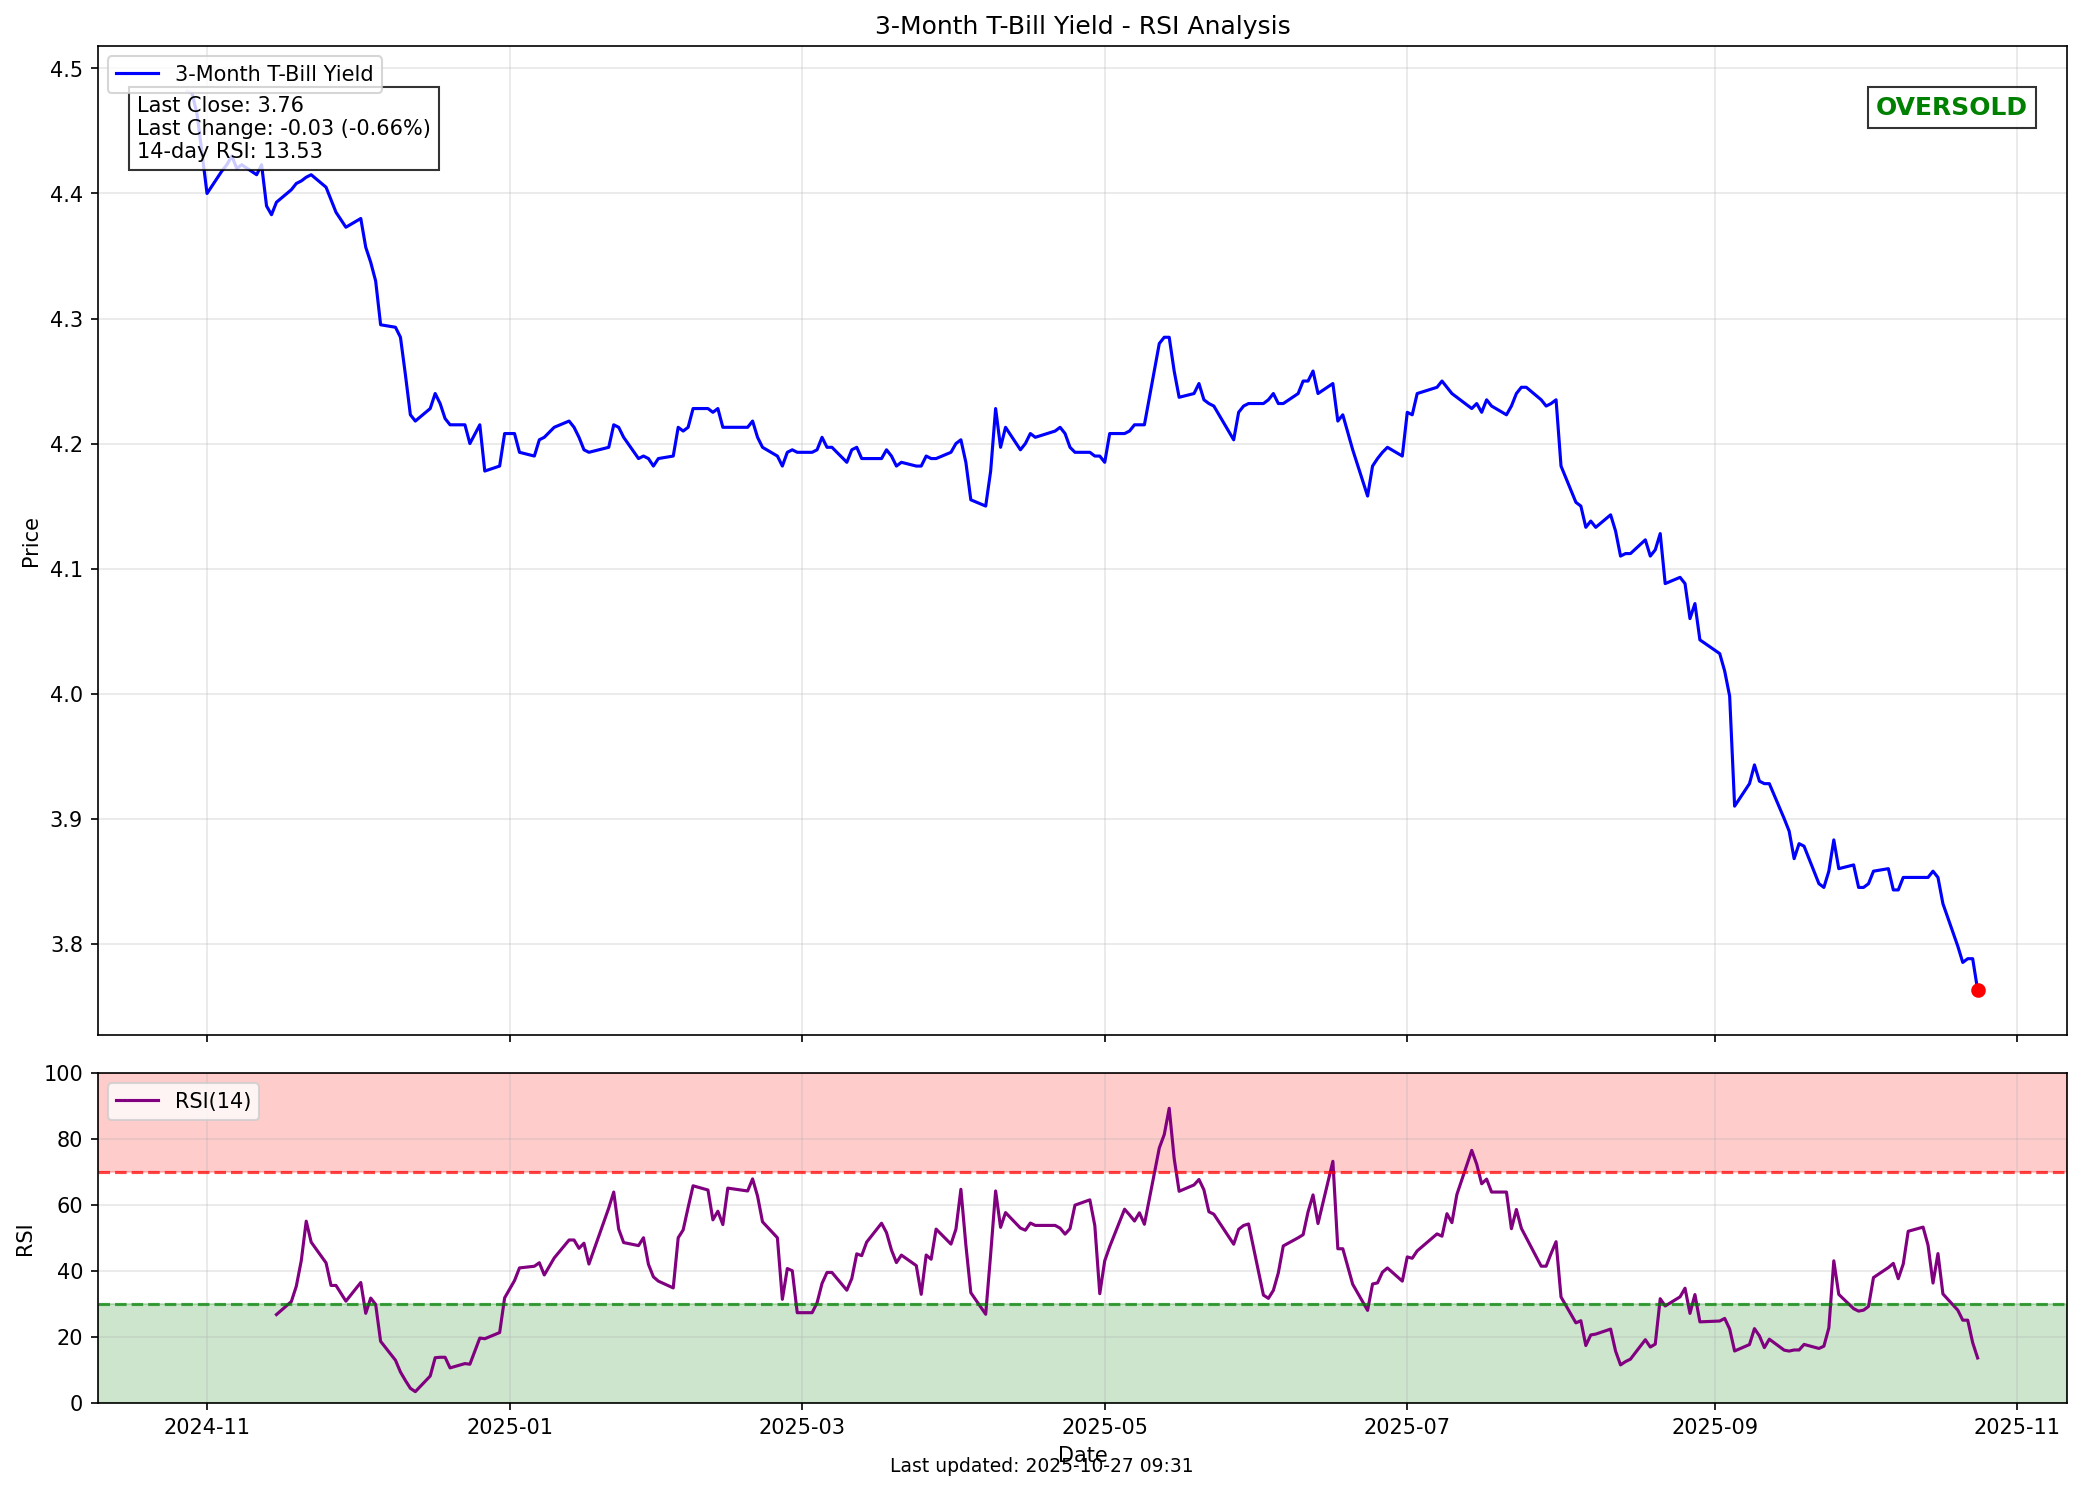 3-Month T-Bill Yield - RSI Analysis
3-Month T-Bill Yield
Last Close: 3.76
Last Change: -0.03 (-0.66%)
14-day RSI: 13.53
OVERSOLD
4.5
4.4
4.3
4.2
4.1
4.0
3.9
3.8
Price
RSI(14)
100
80
60
40
20
0
RSI
2024-11
2025-01
2025-03
2025-05
2025-07
2025-09
2025-11
Date
Last updated: 2025-10-27 09:31